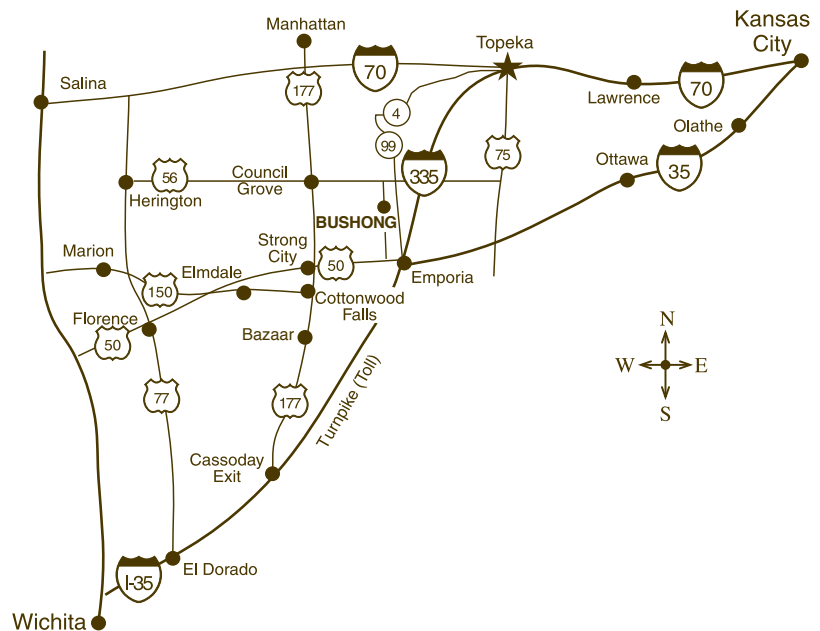 Kansas
City
Manhattan
Topeka
70
Salina
177
70
Lawrence
4
Olathe
99
75
Ottawa
35
56
Council
Grove
335
Herington
BUSHONG
Strong
City
50
Marion
Elmdale
Emporia
150
Cottonwood
Falls
Florence
50
Bazaar
N
W
E
S
Turnpike (Toll)
77
177
Cassoday
Exit
El Dorado
I-35
Wichita